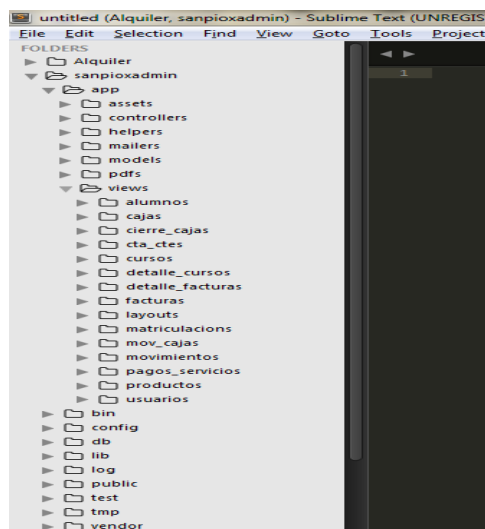 untitled (Alquiler, sanpioxadmin) - Sublime Text (UNREGIS
File Edit Selection Find View Goto Tools Project
FOLDERS
Alquiler
sanpioxadmin
app
assets
controllers
helpers
mailers
models
pdfs
views
alumnos
cajas
cierre_cajas
cta_ctes
cursos
detalle_cursos
detalle_facturas
facturas
layouts
matriculacions
mov_cajas
movimientos
pagos_servicios
productos
usuarios
bin
config
db
lib
log
public
test
tmp
vendor
1